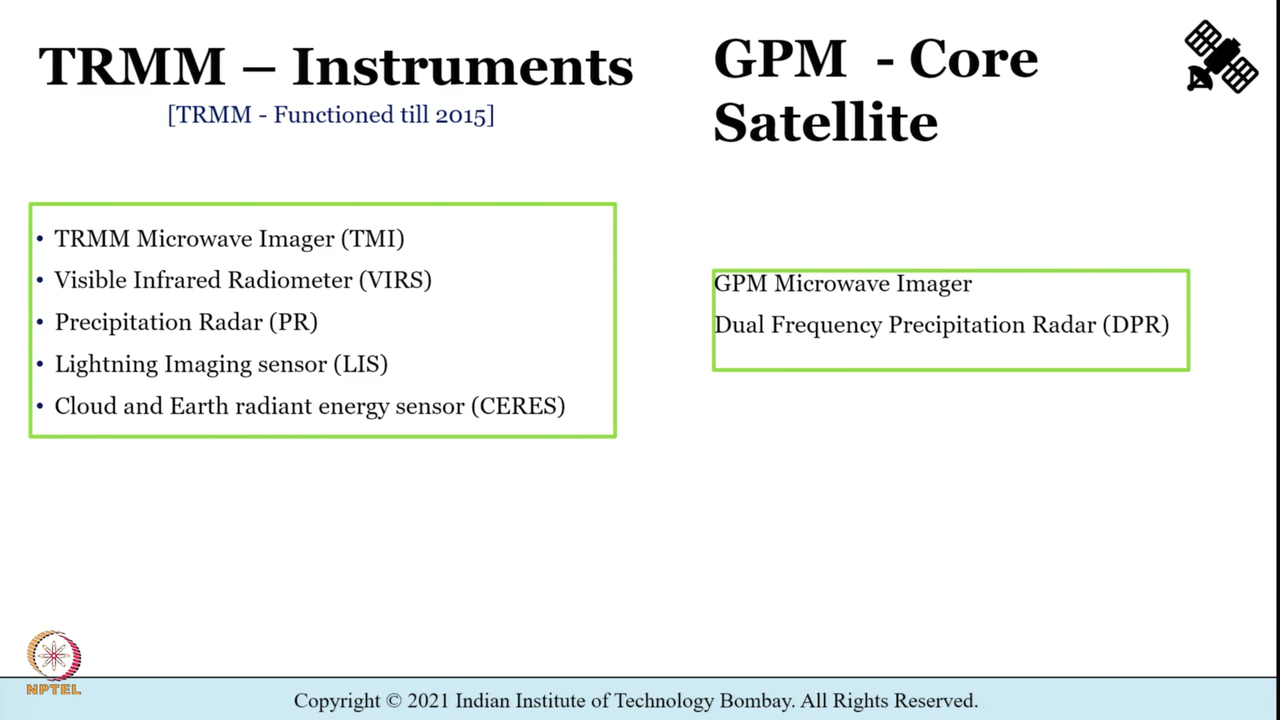 TRMM – Instruments
[TRMM - Functioned till 2015]
• TRMM Microwave Imager (TMI)
• Visible Infrared Radiometer (VIRS)
• Precipitation Radar (PR)
• Lightning Imaging sensor (LIS)
• Cloud and Earth radiant energy sensor (CERES)
GPM - Core
Satellite
GPM Microwave Imager
Dual Frequency Precipitation Radar (DPR)
NPTEL
Copyright © 2021 Indian Institute of Technology Bombay. All Rights Reserved.